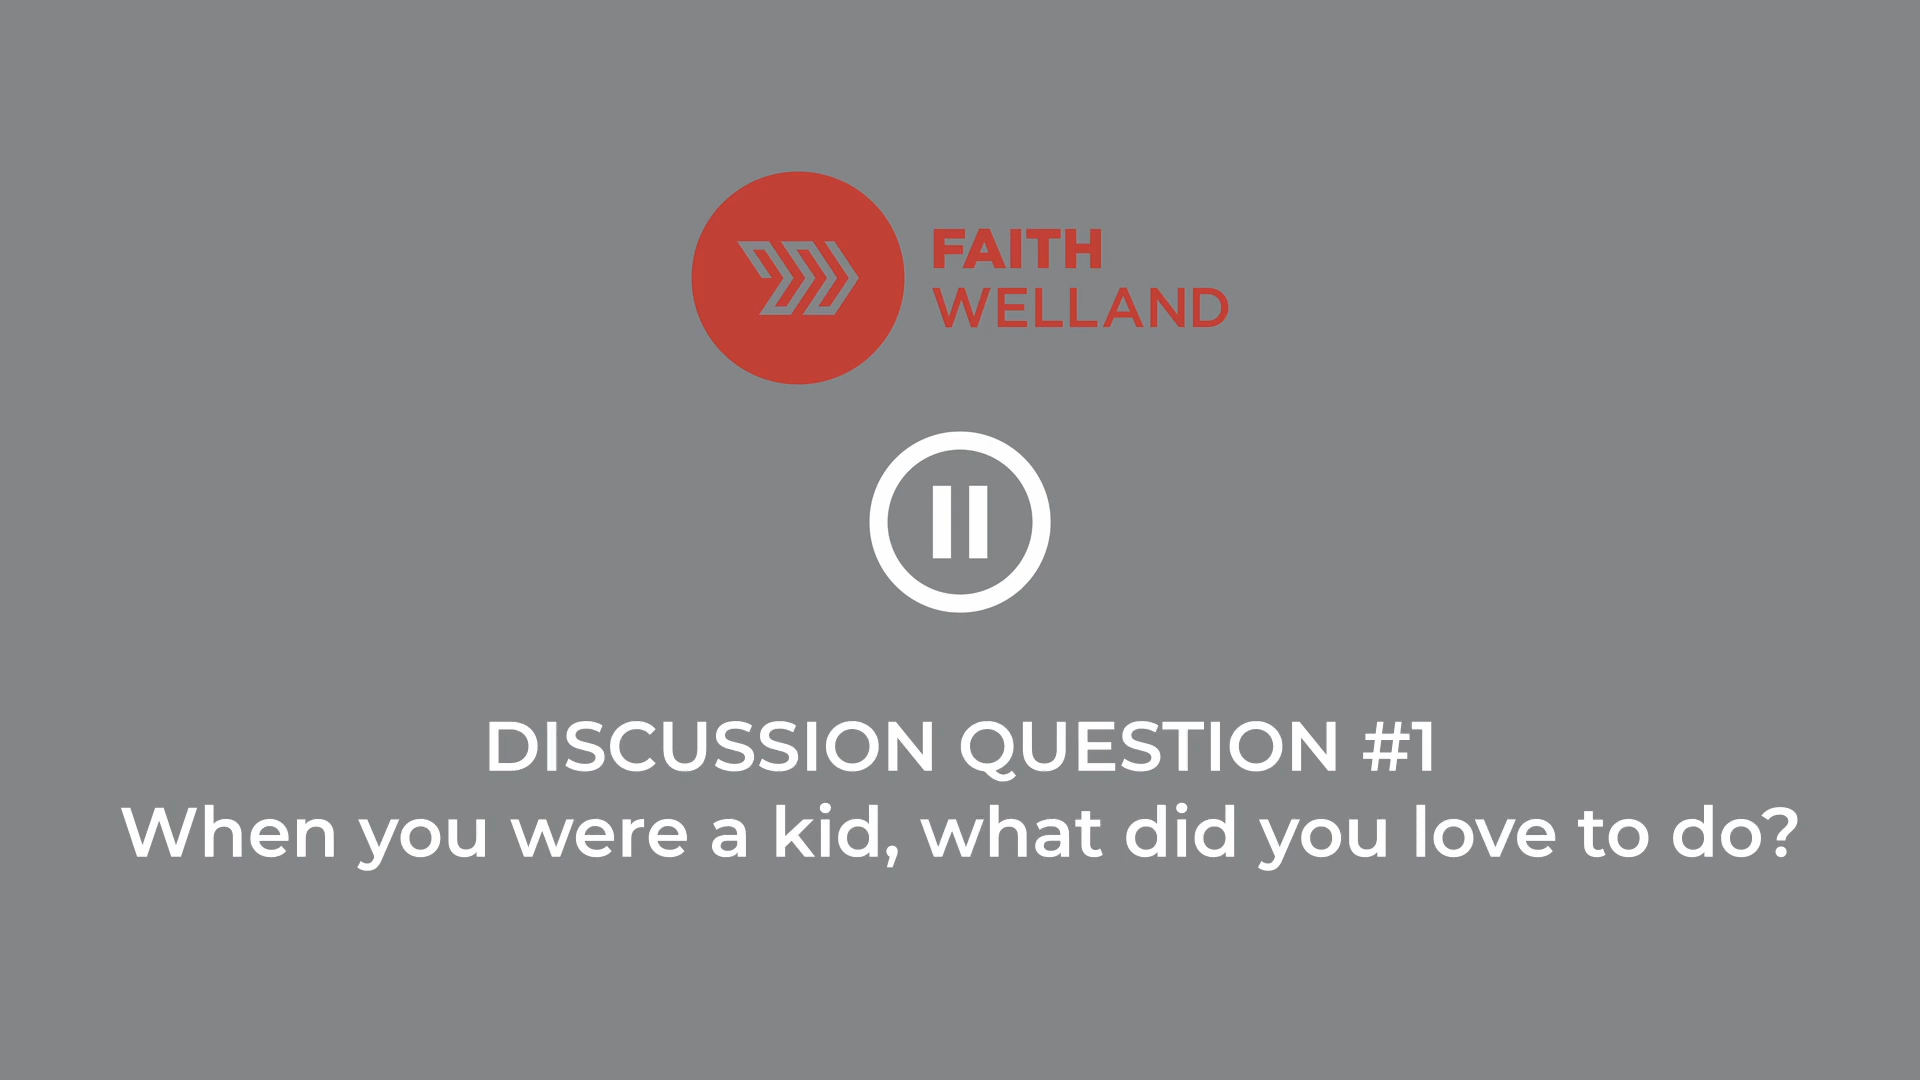 FAITH
WELLAND
DISCUSSION QUESTION #1
When you were a kid, what did you love to do?